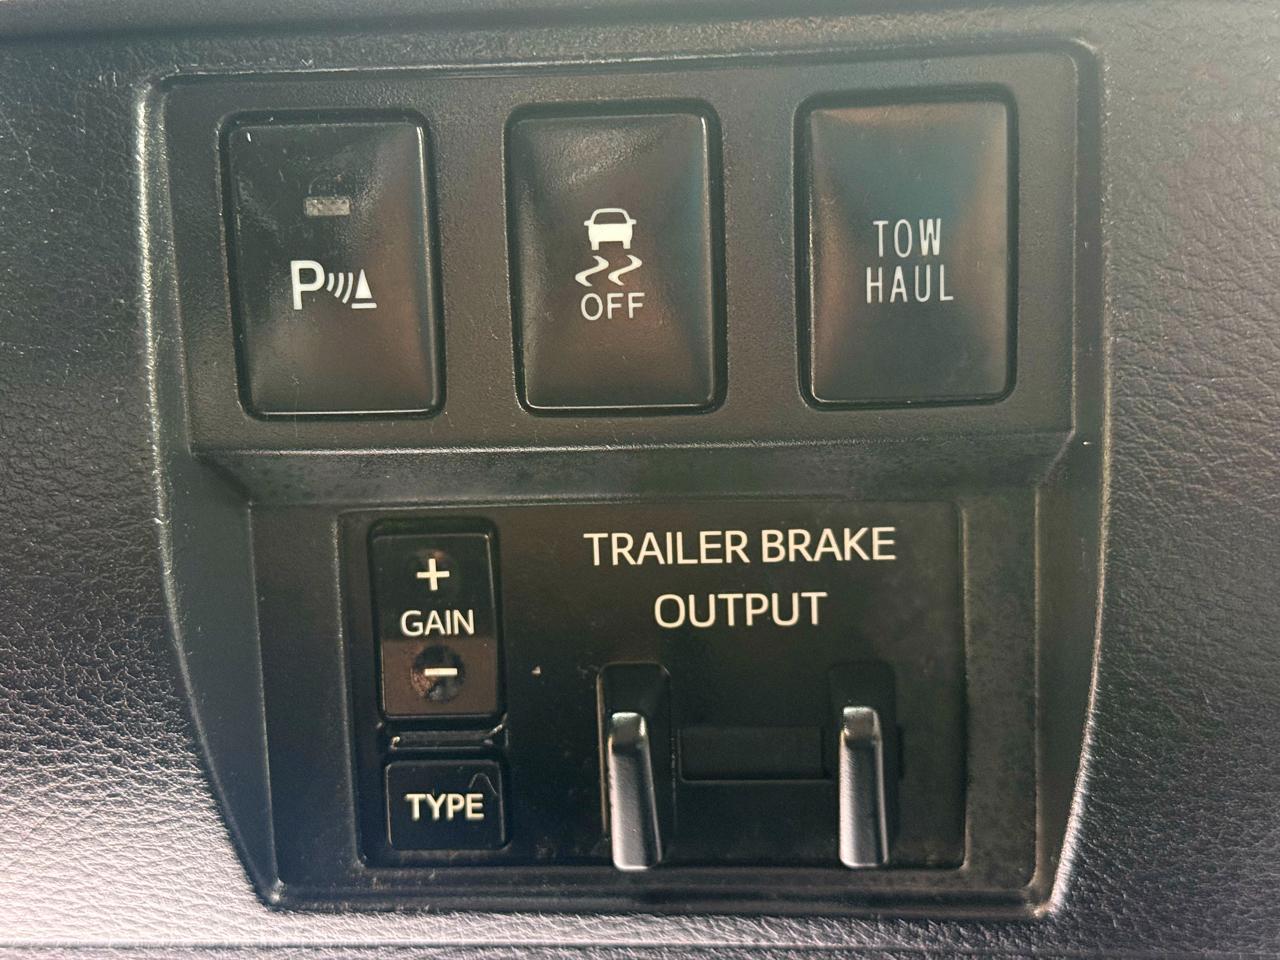 P
OFF
TOW
HAUL
+
GAIN
-
TRAILER BRAKE
OUTPUT
TYPE